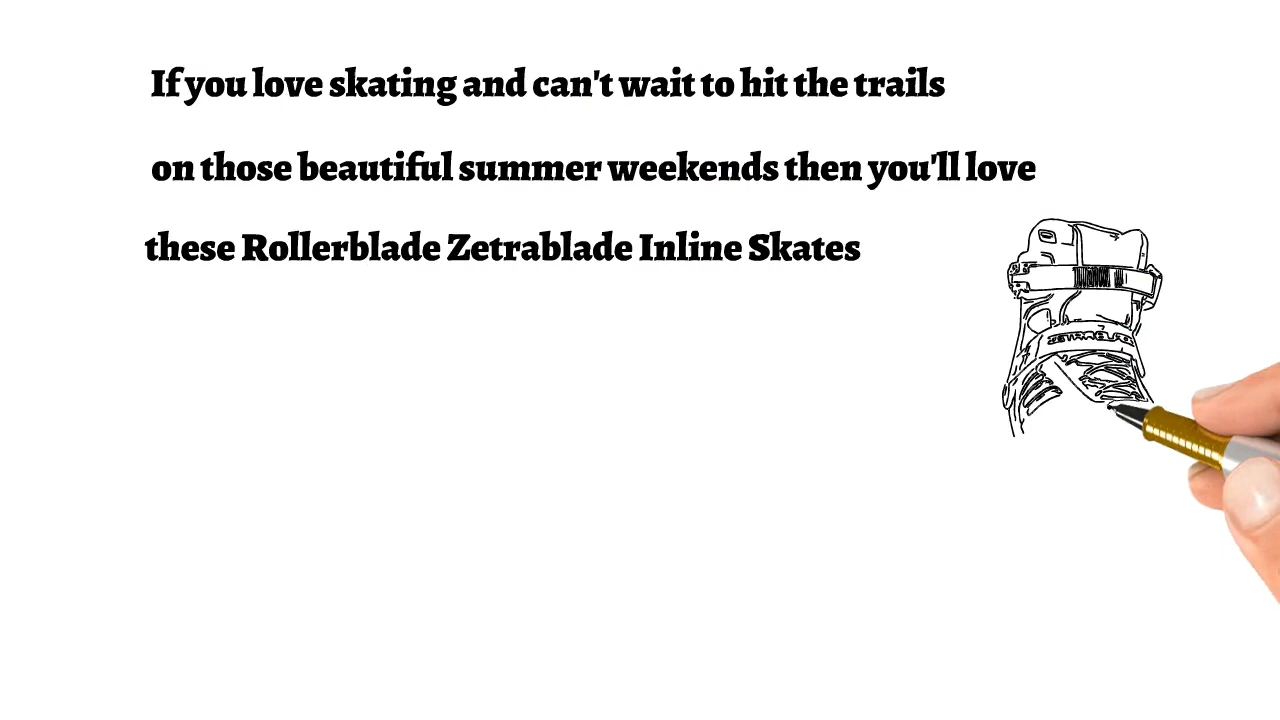 If you love skating and can't wait to hit the trails
on those beautiful summer weekends then you'll love
these Rollerblade Zetrablade Inline Skates